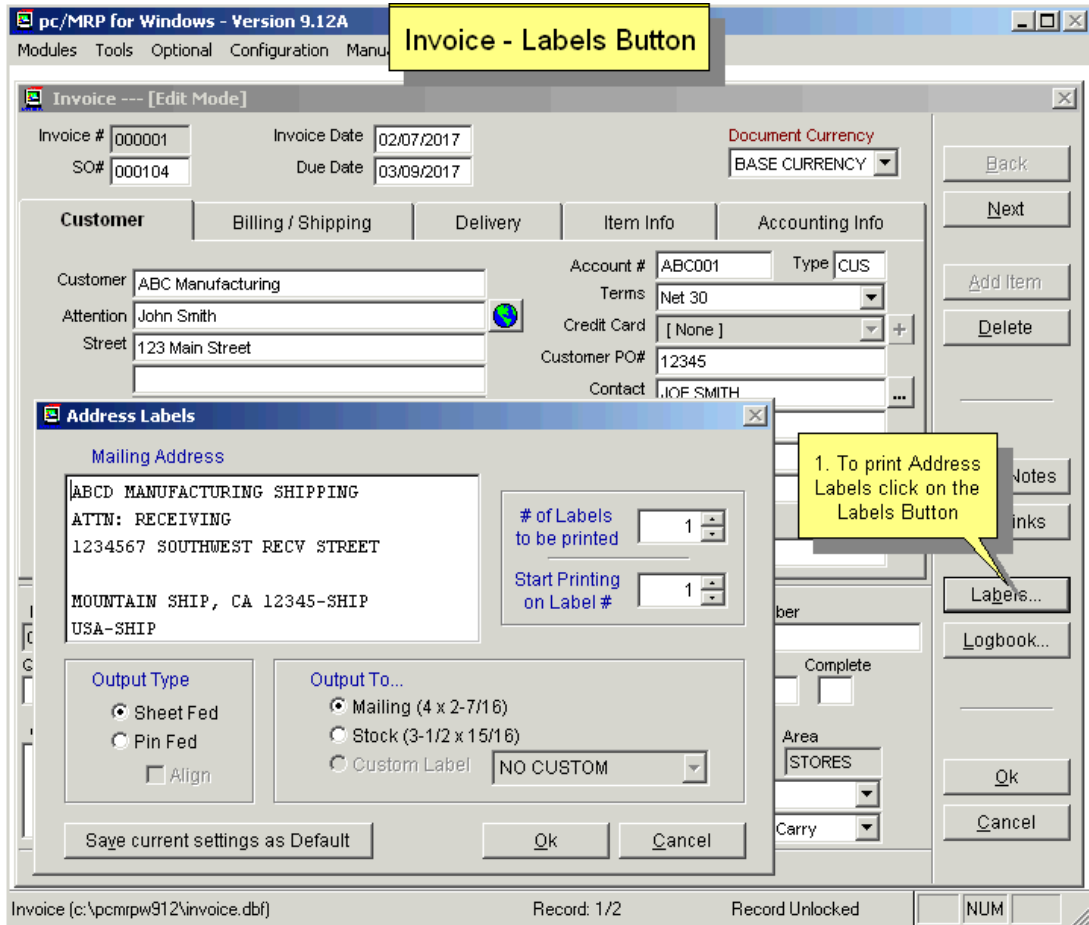 pc/MRP for Windows - Version 9.12A
Invoice - Labels Button
Modules Tools Optional Configuration Manu
Invoice --- [Edit Mode]
Invoice # 000001 Invoice Date 02/07/2017 Document Currency
SO# 000104 Due Date 03/09/2017 BASE CURRENCY
Back
Next
Customer Billing / Shipping Delivery Item Info Accounting Info
Account # ABC001 Type CUS
Customer ABC Manufacturing
Terms Net 30
Add Item
Attention John Smith
Credit Card [ None ] +
Delete
Street 123 Main Street
Customer PO# 12345
Contact JOE SMITH ...
Address Labels
Mailing Address
ABCD MANUFACTURING SHIPPING
ATTN: RECEIVING
1234567 SOUTHWEST RECV STREET
MOUNTAIN SHIP, CA 12345-SHIP
USA-SHIP
# of Labels
to be printed 1
Start Printing
on Label # 1
1. To print Address
Labels click on the
Labels Button
Notes
inks
Labels...
Logbook...
ber
Complete
Output Type
Sheet Fed
Pin Fed
Align
Output To...
Mailing (4 x 2-7/16)
Stock (3-1/2 x 15/16)
Custom Label NO CUSTOM
Area
STORES
Carry
Ok
Cancel
Save current settings as Default Ok Cancel
Invoice (c:\pcmrpw912\invoice.dbf) Record: 1/2 Record Unlocked NUM